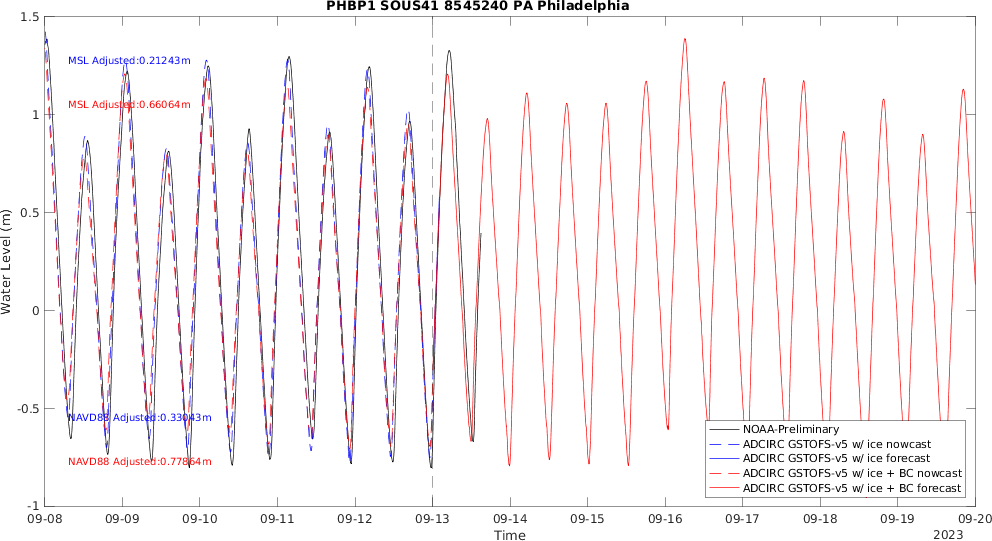 PHBP1 SOUS41 8545240 PA Philadelphia
1.5
1
0.5
0
-0.5
-1
Water Level (m)
MSL Adjusted:0.21243m
MSL Adjusted:0.66064m
NAVD88 Adjusted:0.33043m
NAVD88 Adjusted:0.77864m
NOAA-Preliminary
ADCIRC GSTOFS-v5 w/ ice nowcast
ADCIRC GSTOFS-v5 w/ ice forecast
ADCIRC GSTOFS-v5 w/ ice + BC nowcast
ADCIRC GSTOFS-v5 w/ ice + BC forecast
09-08 09-09 09-10 09-11 09-12 09-13 09-14 09-15 09-16 09-17 09-18 09-19 09-20
Time
2023